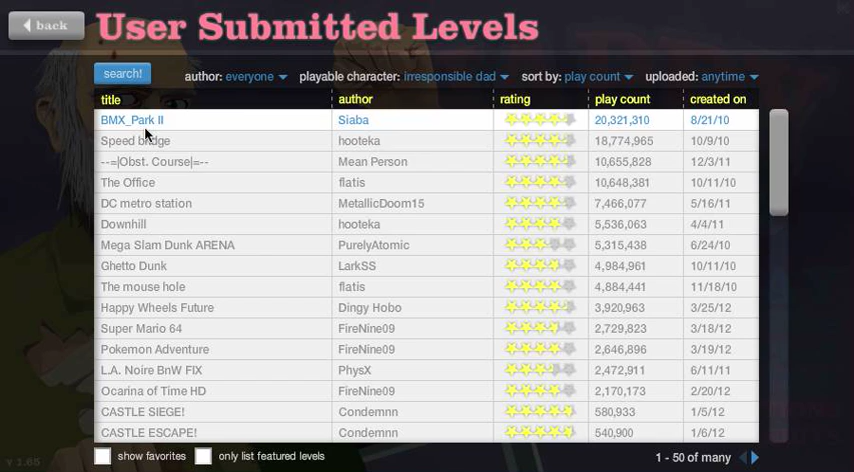 back
User Submitted Levels
search! author: everyone playable character: irresponsible dad sort by: play count uploaded: anytime
title author rating play count created on
BMX_Park II Siaba 20,321,310 8/21/10
Speed bridge hooteka 18,774,965 10/9/10
--=|Obst. Course|=-- Mean Person 10,655,828 12/3/11
The Office flatis 10,648,381 10/11/10
DC metro station MetallicDoom15 7,466,077 5/16/11
Downhill hooteka 5,536,063 4/4/11
Mega Slam Dunk ARENA PurelyAtomic 5,315,438 6/24/10
Ghetto Dunk LarkSS 4,984,961 10/11/10
The mouse hole flatis 4,884,441 11/18/10
Happy Wheels Future Dingy Hobo 3,920,963 3/25/12
Super Mario 64 FireNine09 2,729,823 3/18/12
Pokemon Adventure FireNine09 2,646,896 3/19/12
L.A. Noire BnW FIX PhysX 2,472,911 6/11/11
Ocarina of Time HD FireNine09 2,170,173 2/20/12
CASTLE SIEGE! Condemnn 580,933 1/5/12
CASTLE ESCAPE! Condemnn 540,900 1/6/12
show favorites only list featured levels 1 - 50 of many
v 1.65